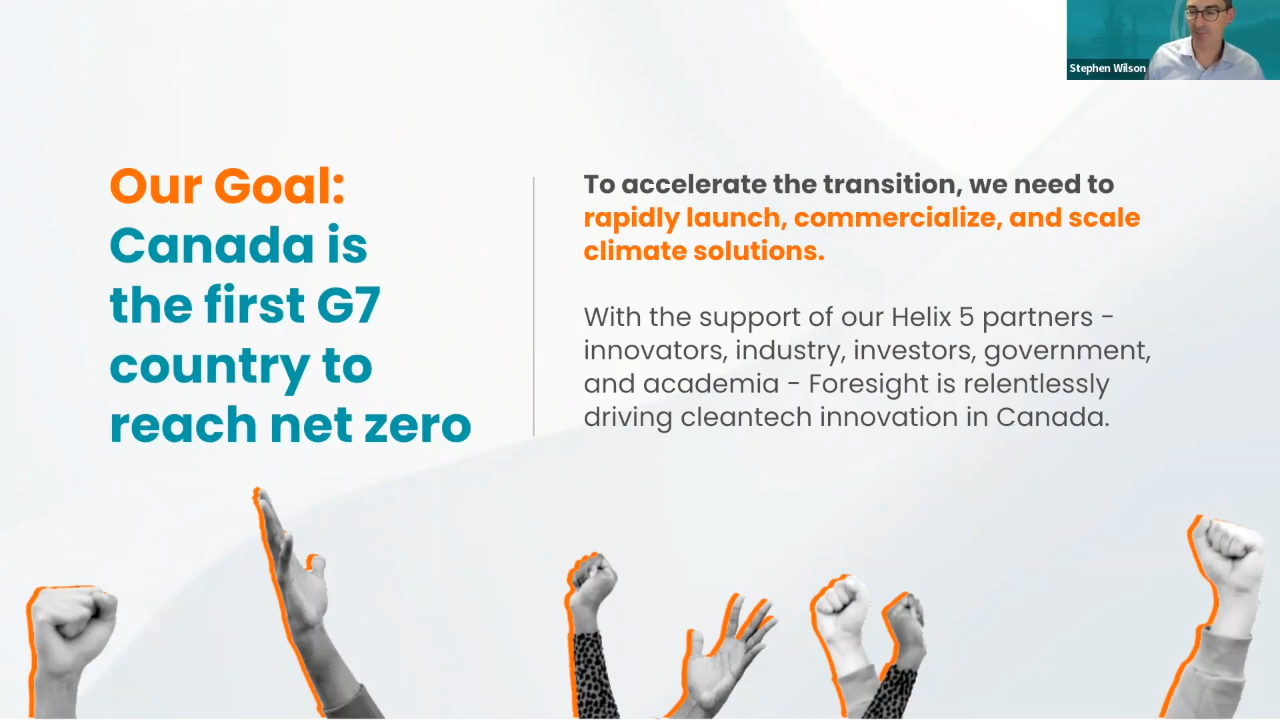 Stephen Wilson
Our Goal:
Canada is
the first G7
country to
reach net zero
To accelerate the transition, we need to
rapidly launch, commercialize, and scale
climate solutions.
With the support of our Helix 5 partners -
innovators, industry, investors, government,
and academia - Foresight is relentlessly
driving cleantech innovation in Canada.